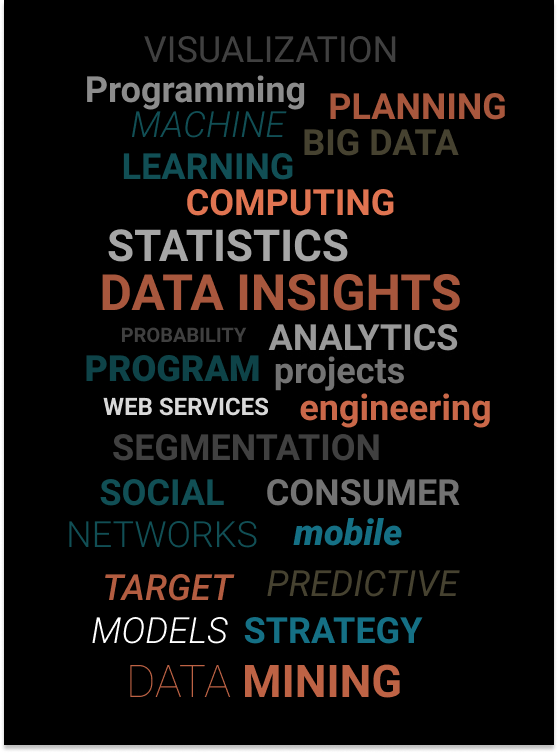 VISUALIZATION
Programming
PLANNING
MACHINE
BIG DATA
LEARNING
COMPUTING
STATISTICS
DATA INSIGHTS
PROBABILITY
ANALYTICS
PROGRAM projects
WEB SERVICES engineering
SEGMENTATION
SOCIAL CONSUMER
NETWORKS mobile
TARGET PREDICTIVE
MODELS STRATEGY
DATA MINING